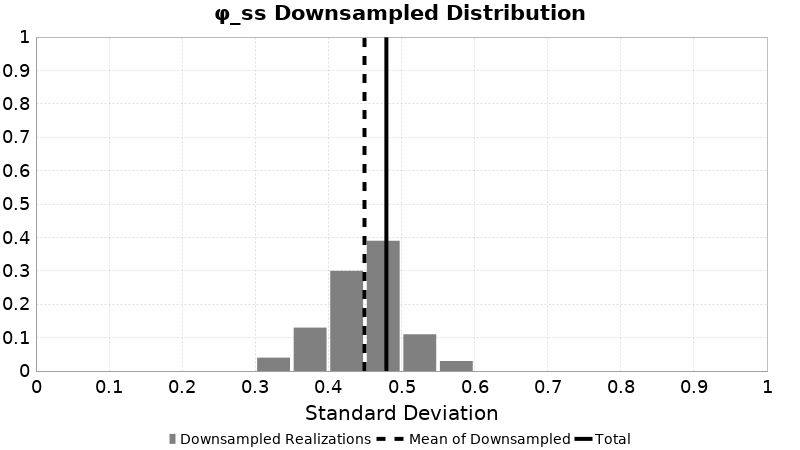 φ_ss Downsampled Distribution
1
0.9
0.8
0.7
0.6
0.5
0.4
0.3
0.2
0.1
0
0 0.1 0.2 0.3 0.4 0.5 0.6 0.7 0.8 0.9 1
Standard Deviation
Downsampled Realizations Mean of Downsampled Total